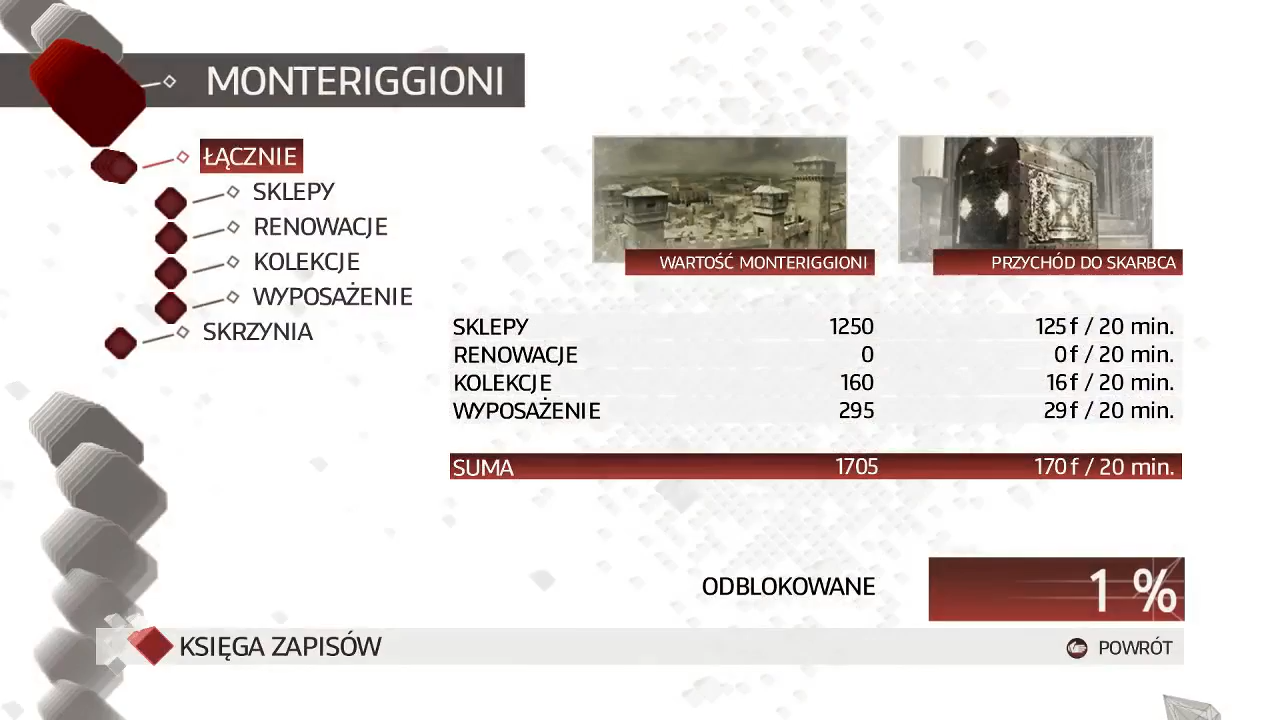 MONTERIGGIONI
ŁĄCZNIE
SKLEPY
RENOWACJE
KOLEKCJE
WYPOSAŻENIE
SKRZYNIA
WARTOŚĆ MONTERIGGIONI PRZYCHÓD DO SKARBCA
SKLEPY 1250 125 f / 20 min.
RENOWACJE 0 0 f / 20 min.
KOLEKCJE 160 16 f / 20 min.
WYPOSAŻENIE 295 29 f / 20 min.
SUMA 1705 170 f / 20 min.
ODBLOKOWANE 1 %
KSIĘGA ZAPISÓW POWRÓT